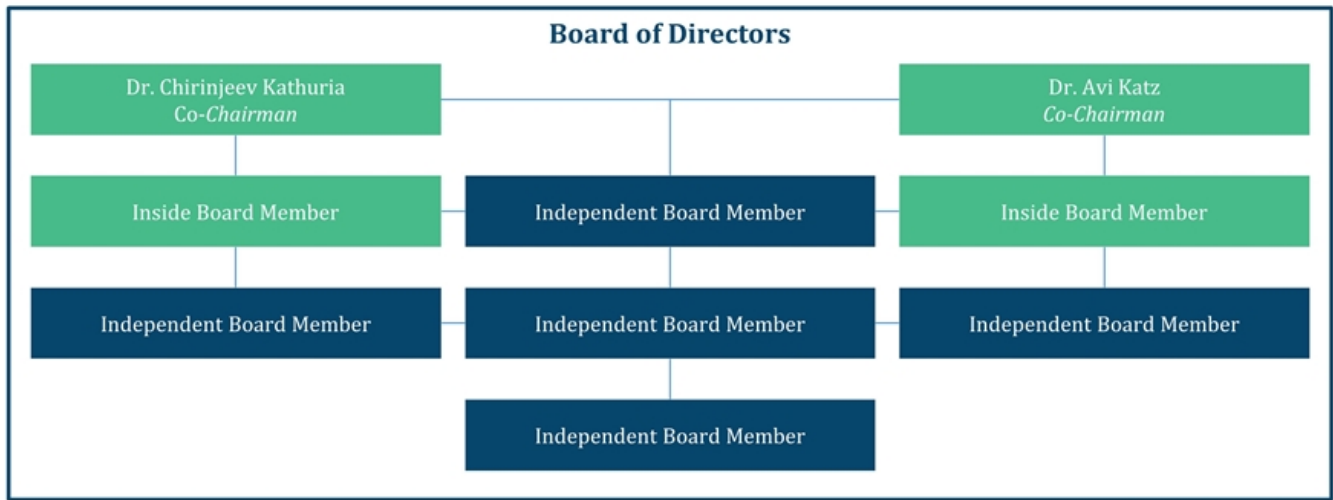 Board of Directors
Dr. Chirinjeev Kathuria
Co-Chairman
Dr. Avi Katz
Co-Chairman
Inside Board Member
Independent Board Member
Inside Board Member
Independent Board Member
Independent Board Member
Independent Board Member
Independent Board Member